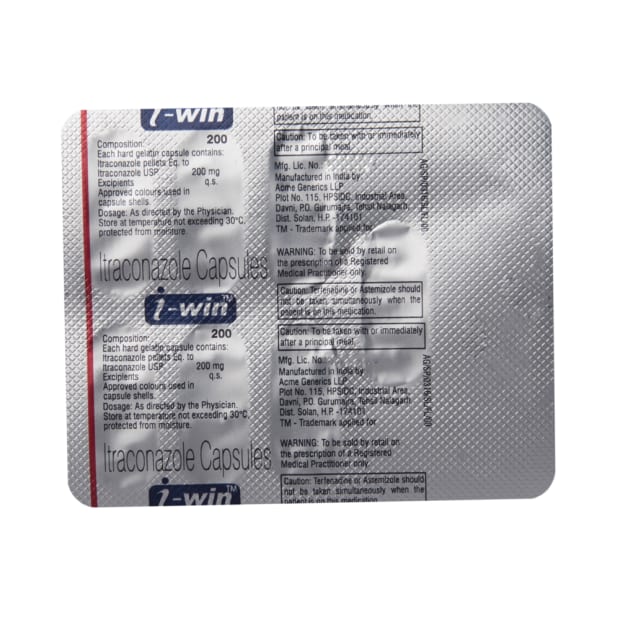 i-win
200
Composition:
Each hard gelatin capsule contains:
Itraconazole pellets Eq. to
Itraconazole USP 200 mg
Excipients q.s.
Approved colours used in
capsule shells.
Dosage: As directed by the Physician.
Store at temperature not exceeding 30°C,
protected from moisture.
Itraconazole Capsules
i-win™
200
Composition:
Each hard gelatin capsule contains:
Itraconazole pellets Eq. to
Itraconazole USP 200 mg
Excipients q.s.
Approved colours used in
capsule shells.
Dosage: As directed by the Physician.
Store at temperature not exceeding 30°C,
protected from moisture.
Itraconazole Capsules
i-win™
patient is on this medication.
Caution: To be taken with or immediately
after a principal meal.
Mfg. Lic. No.
Manufactured in India by:
Acme Generics LLP
Plot No. 115, HPSIDC, Industrial Area,
Davni, P.O. Gurumajra, Tehsil Nalagarh,
Dist. Solan, H.P. -174101
TM - Trademark applied for
WARNING: To be sold by retail on
the prescription of a Registered
Medical Practitioner only.
Caution: Terfenadine or Astemizole should
not be taken simultaneously when the
patient is on this medication.
Caution: To be taken with or immediately
after a principal meal.
Mfg. Lic. No.
Manufactured in India by:
Acme Generics LLP
Plot No. 115, HPSIDC, Industrial Area,
Davni, P.O. Gurumajra, Tehsil Nalagarh,
Dist. Solan, H.P. -174101
TM - Trademark applied for
WARNING: To be sold by retail on
the prescription of a Registered
Medical Practitioner only.
Caution: Terfenadine or Astemizole should
not be taken simultaneously when the
patient is on this medication